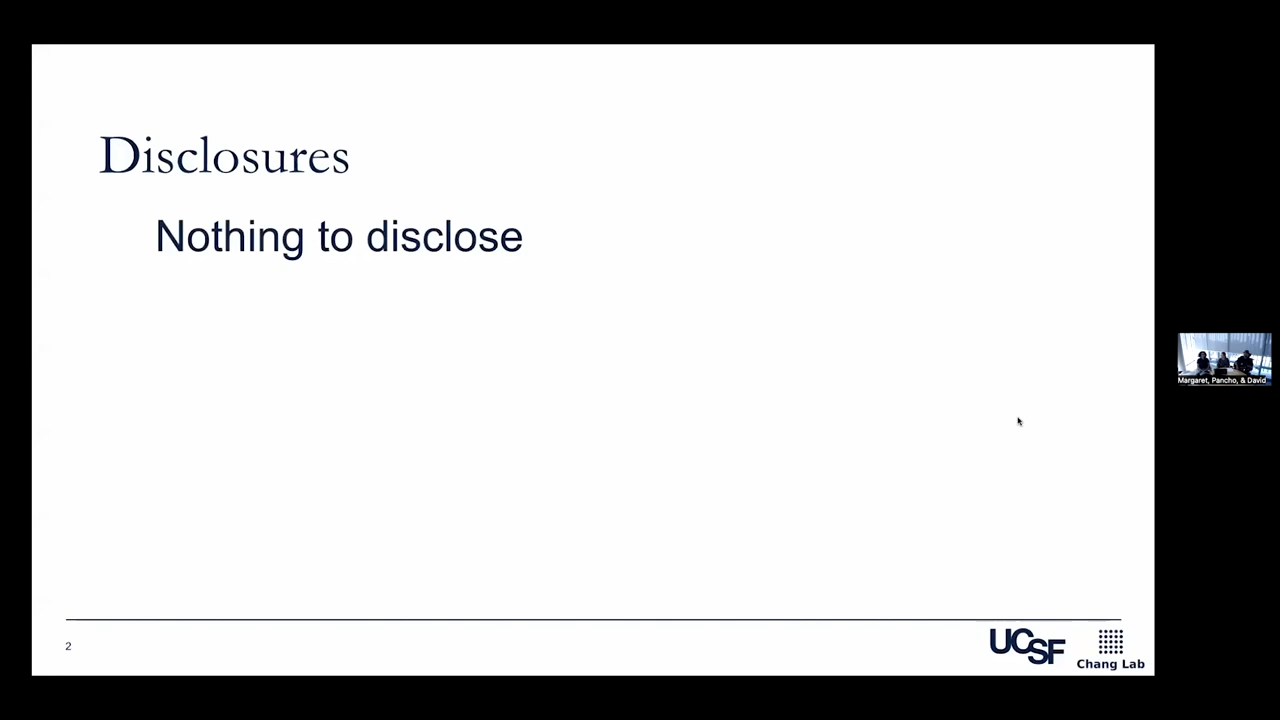 Disclosures
Nothing to disclose
Margaret, Pancho, & David
2
UCSF
Chang Lab